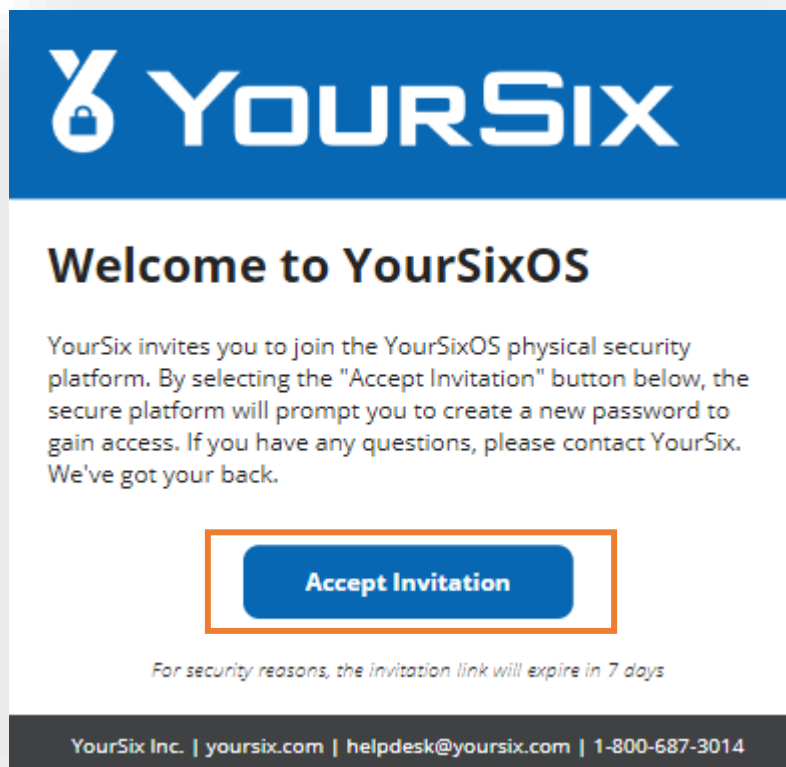 YourSix
Welcome to YourSixOS
YourSix invites you to join the YourSixOS physical security
platform. By selecting the "Accept Invitation" button below, the
secure platform will prompt you to create a new password to
gain access. If you have any questions, please contact YourSix.
We've got your back.
Accept Invitation
For security reasons, the invitation link will expire in 7 days
YourSix Inc. | yoursix.com | helpdesk@yoursix.com | 1-800-687-3014